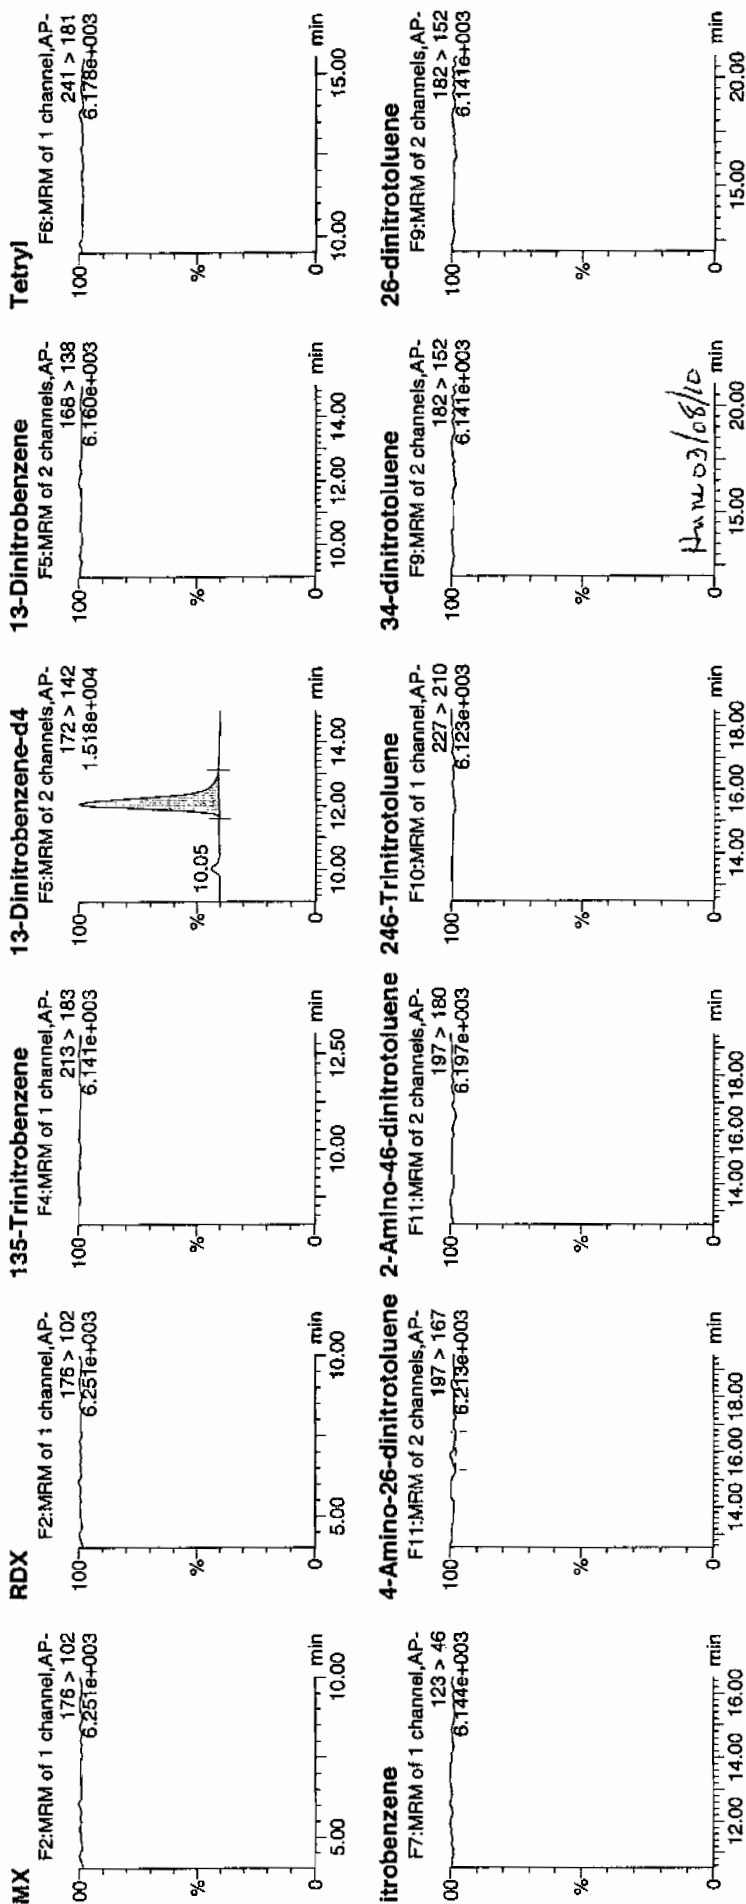 MX
F2:MRM of 1 channel,AP-
176 > 102
6.251e+003
00
%
0
5.00
10.00
min
RDX
F2:MRM of 1 channel,AP-
176 > 102
6.251e+003
100
%
0
5.00
10.00
min
135-Trinitrobenzene
F4:MRM of 1 channel,AP-
213 > 183
6.141e+003
100
%
0
10.00
12.50
min
13-Dinitrobenzene-d4
F5:MRM of 2 channels,AP-
172 > 142
1.518e+004
100
%
10.05
0
10.00
12.00
14.00
min
13-Dinitrobenzene
F5:MRM of 2 channels,AP-
168 > 138
6.160e+003
100
%
0
10.00
12.00
14.00
min
Tetryl
F6:MRM of 1 channel,AP-
241 > 181
6.178e+003
100
%
0
10.00
15.00
min
itrobenzene
F7:MRM of 1 channel,AP-
123 > 46
6.144e+003
00
%
0
12.00
14.00
16.00
min
4-Amino-26-dinitrotoluene
F11:MRM of 2 channels,AP-
197 > 167
6.213e+003
100
%
0
14.00
16.00
18.00
min
2-Amino-46-dinitrotoluene
F11:MRM of 2 channels,AP-
197 > 180
6.197e+003
100
%
0
14.00
16.00
18.00
min
246-Trinitrotoluene
F10:MRM of 1 channel,AP-
227 > 210
6.123e+003
100
%
0
14.00
16.00
18.00
min
34-dinitrotoluene
F9:MRM of 2 channels,AP-
182 > 152
6.141e+003
100
%
03/08/10
0
15.00
20.00
min
26-dinitrotoluene
F9:MRM of 2 channels,AP-
182 > 152
6.141e+003
100
%
0
15.00
20.00
min